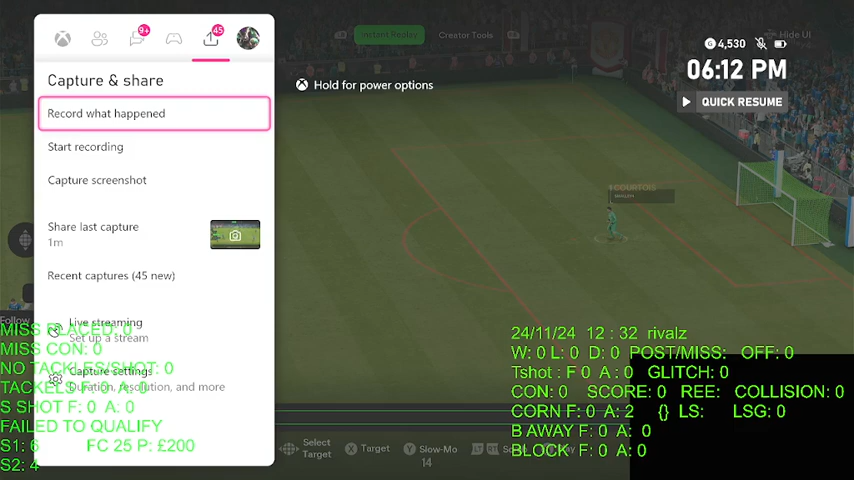 9+
45
Instant Replay
Creator Tools
Hide UI
G 4,530
06:12 PM
QUICK RESUME
Capture & share
Hold for power options
Record what happened
Start recording
Capture screenshot
Share last capture
1m
Recent captures (45 new)
Live streaming
Set up a stream
Capture settings
Duration, resolution, and more
COURTOIS
Follow
MISS PLACED: 0
MISS CON: 0
NO TACKLES/SHOT: 0
TACKELS F: 0 A: 0
S SHOT F: 0 A: 0
FAILED TO QUALIFY
S1: 6 FC 25 P: £200
S2: 4
24/11/24 12 : 32 rivalz
W: 0 L: 0 D: 0 POST/MISS: OFF: 0
Tshot : F 0 A : 0 GLITCH: 0
CON: 0 SCORE: 0 REE: COLLISION: 0
CORN F: 0 A: 2 {} LS: LSG: 0
B AWAY F: 0 A: 0
BLOCK F: 0 A: 0
Select Target
X Target
Y Slow-Mo
LT RT
14